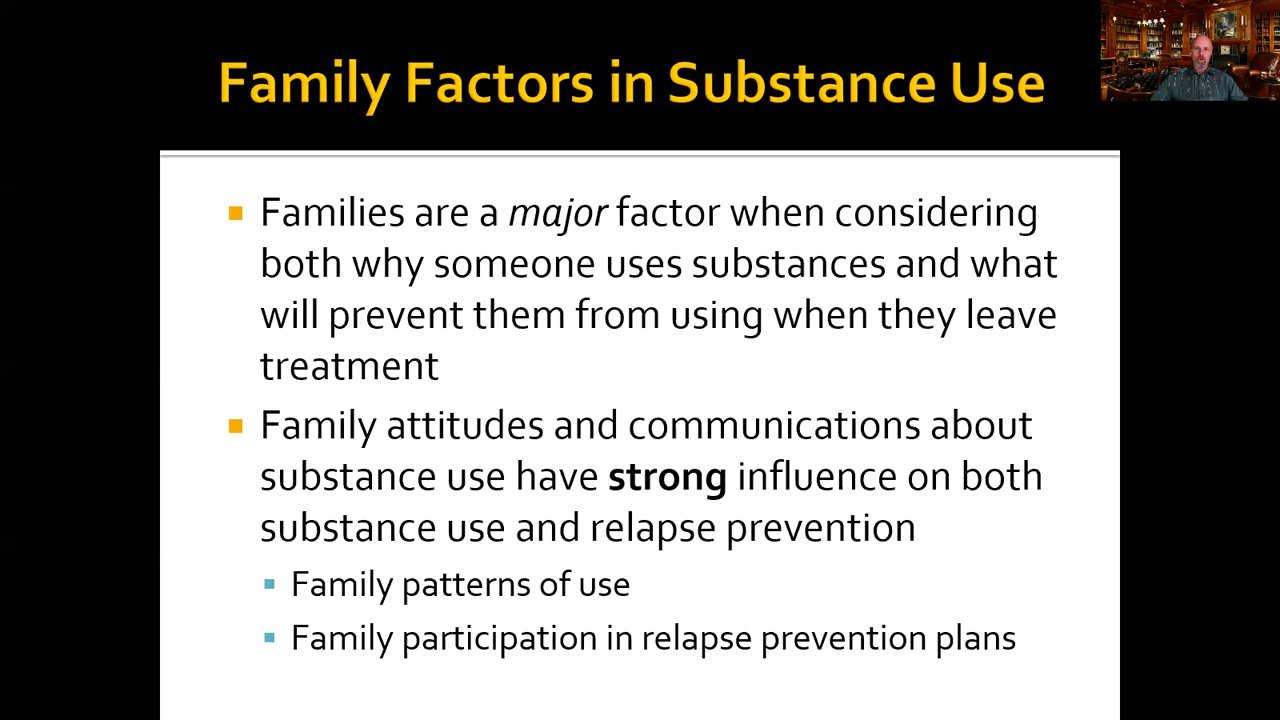 Family Factors in Substance Use
Families are a major factor when considering
both why someone uses substances and what
will prevent them from using when they leave
treatment
Family attitudes and communications about
substance use have strong influence on both
substance use and relapse prevention
Family patterns of use
Family participation in relapse prevention plans